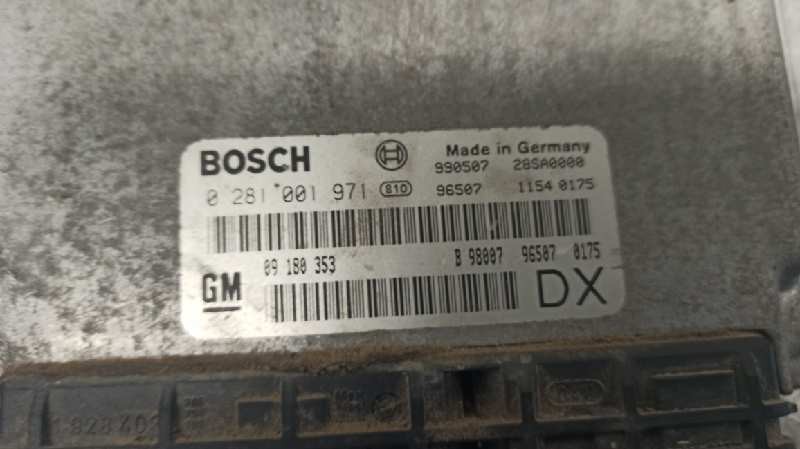 BOSCH Made in Germany
990507 28SA0000
0 281 001 971 810 96507 1154 0175
09 180 353 B 98007 96507 0175
GM DX